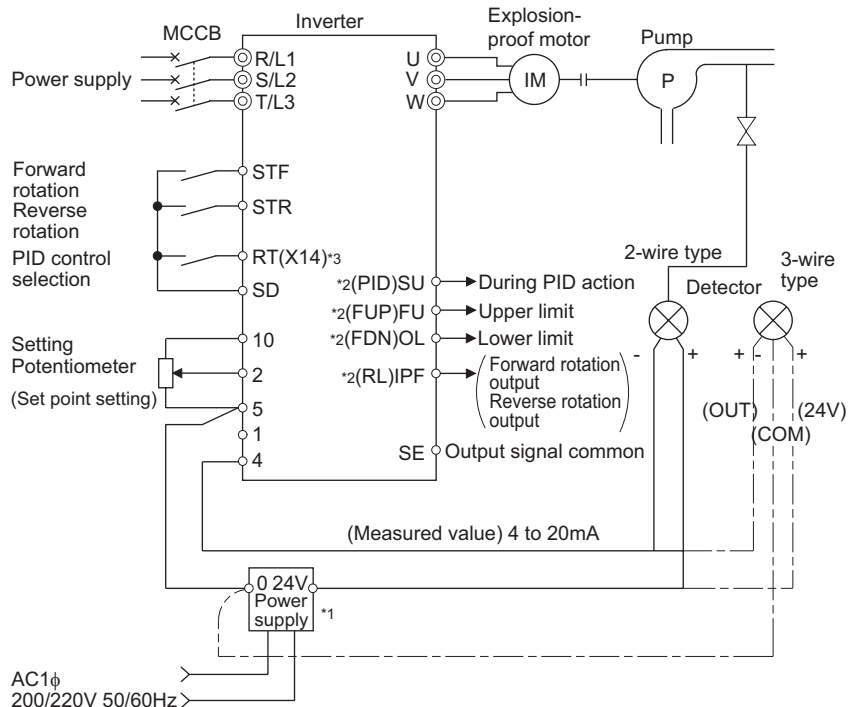 Inverter
MCCB
Explosion-
proof motor
Pump
Power supply
R/L1
S/L2
T/L3
U
V
W
IM
P
Forward
rotation
Reverse
rotation
PID control
selection
STF
STR
RT(X14)*3
SD
*2(PID)SU
During PID action
*2(FUP)FU
Upper limit
*2(FDN)OL
Lower limit
*2(RL)IPF
Forward rotation
output
Reverse rotation
output
SE
Output signal common
2-wire type
Detector
3-wire
type
- +
+ - +
(OUT)
(24V)
(COM)
Setting
Potentiometer
(Set point setting)
10
2
5
1
4
(Measured value) 4 to 20mA
0 24V
Power
supply
*1
AC1ϕ
200/220V 50/60Hz